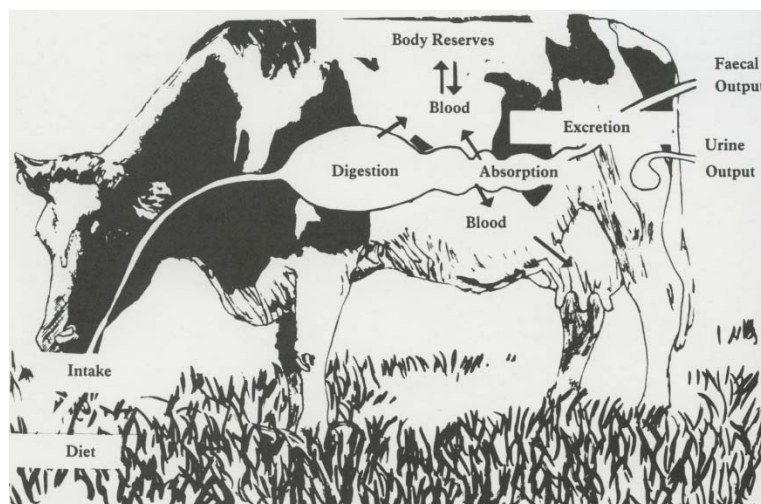 Body Reserves
Blood
Faecal
Output
Excretion
Urine
Output
Digestion
Absorption
Blood
Intake
Diet